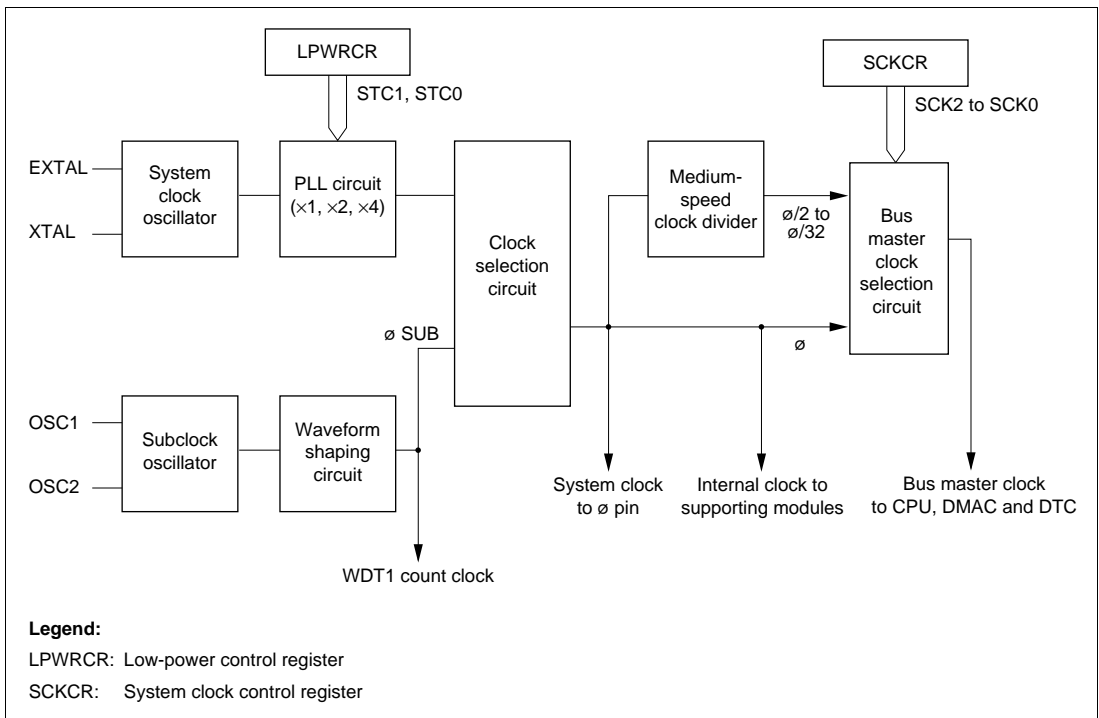 LPWRCR
STC1, STC0
SCKCR
SCK2 to SCK0
EXTAL
XTAL
System
clock
oscillator
PLL circuit
(×1, ×2, ×4)
Clock
selection
circuit
Medium-
speed
clock divider
ø/2 to
ø/32
Bus
master
clock
selection
circuit
ø SUB
ø
OSC1
OSC2
Subclock
oscillator
Waveform
shaping
circuit
System clock
to ø pin
Internal clock to
supporting modules
Bus master clock
to CPU, DMAC and DTC
WDT1 count clock
Legend:
LPWRCR: Low-power control register
SCKCR: System clock control register